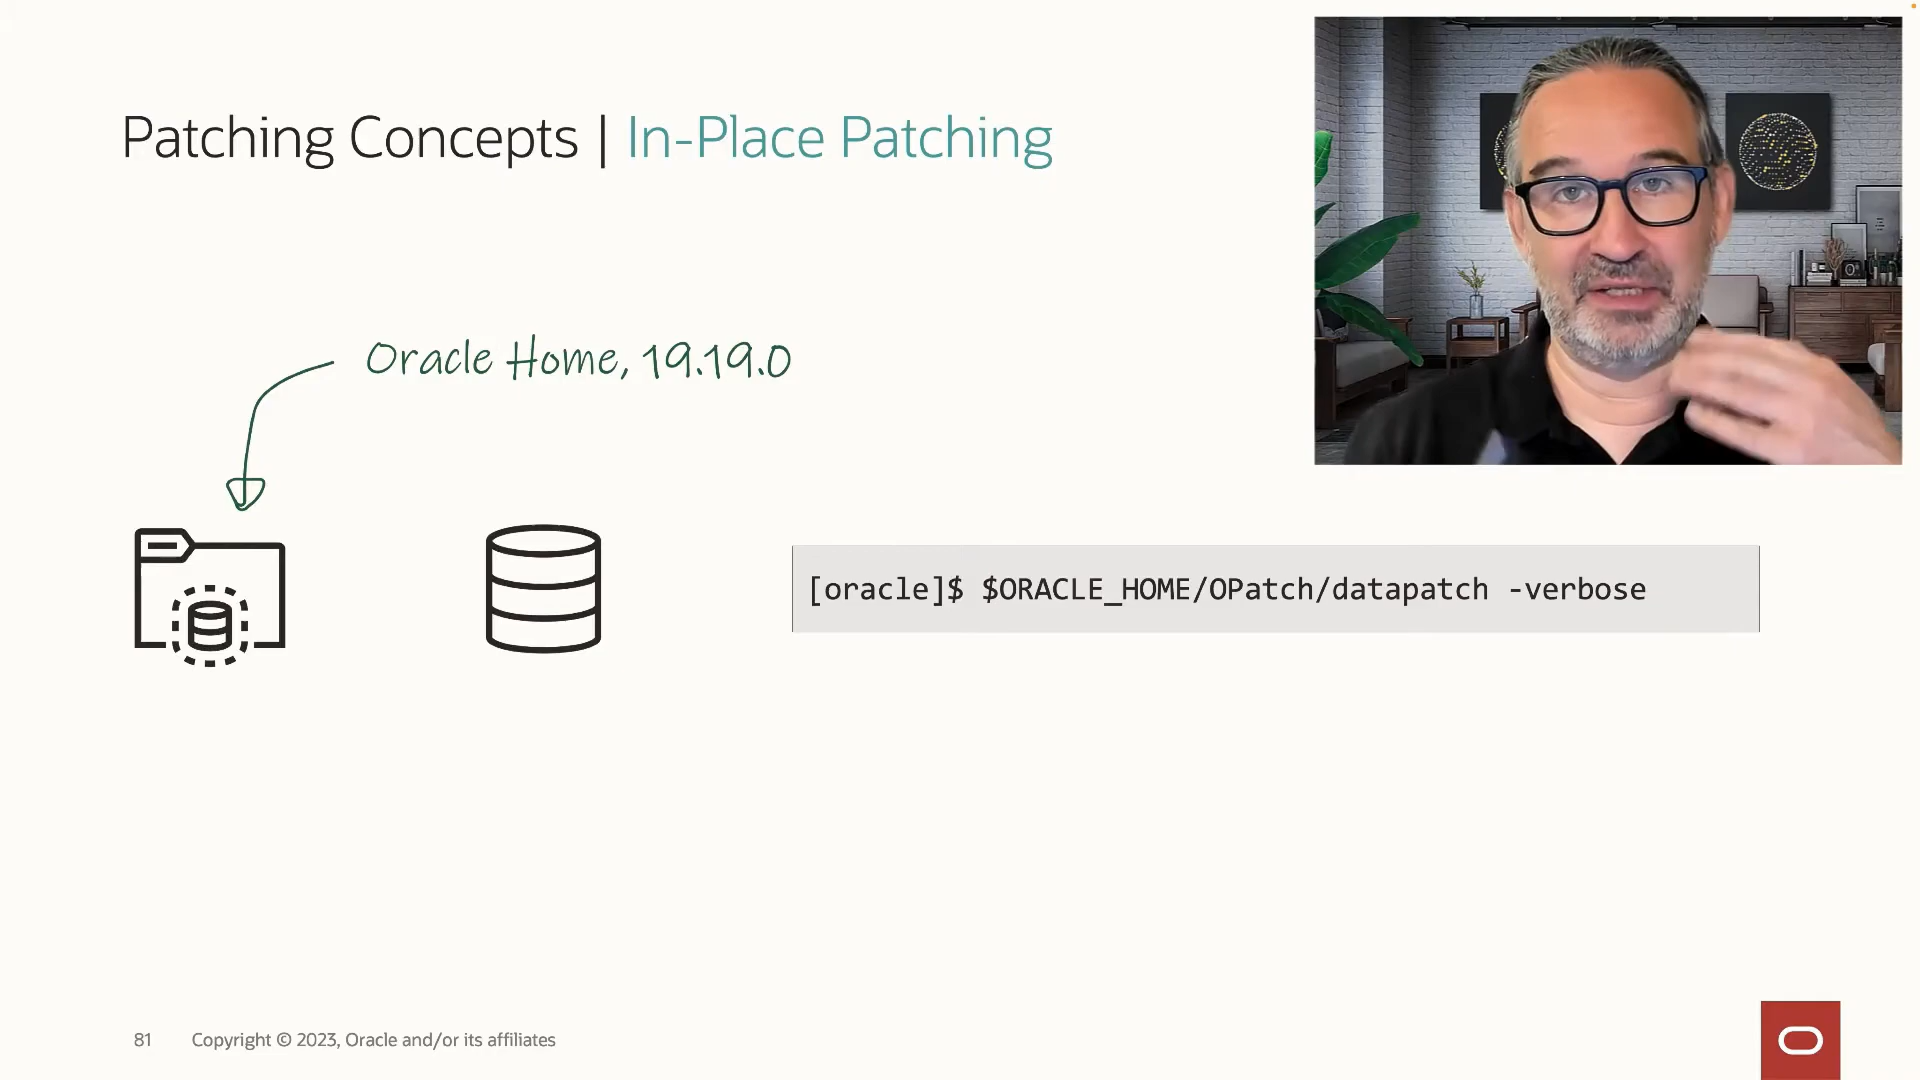 Patching Concepts | In-Place Patching
Oracle Home, 19.19.0
[oracle]$ $ORACLE_HOME/OPatch/datapatch -verbose
81 Copyright © 2023, Oracle and/or its affiliates